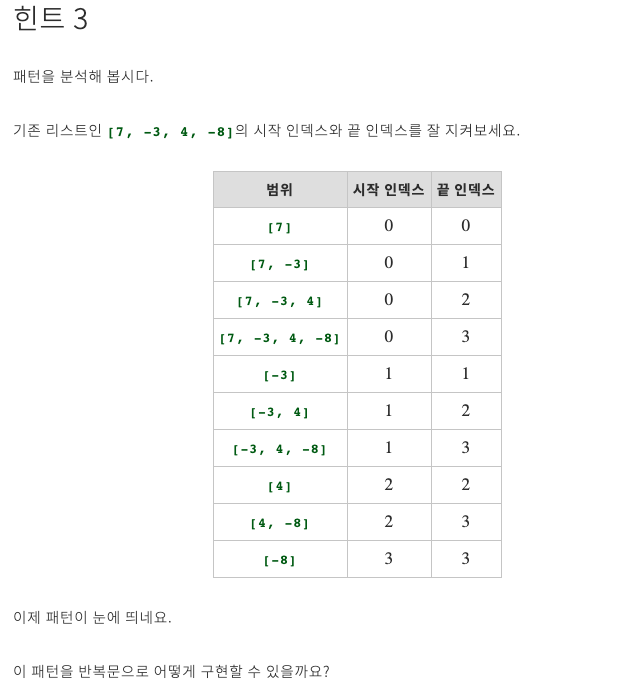 힌트 3
패턴을 분석해 봅시다.
기존 리스트인 [7, -3, 4, -8]의 시작 인덱스와 끝 인덱스를 잘 지켜보세요.
범위 시작 인덱스 끝 인덱스
[7] 0 0
[7, -3] 0 1
[7, -3, 4] 0 2
[7, -3, 4, -8] 0 3
[-3] 1 1
[-3, 4] 1 2
[-3, 4, -8] 1 3
[4] 2 2
[4, -8] 2 3
[-8] 3 3
이제 패턴이 눈에 띄네요.
이 패턴을 반복문으로 어떻게 구현할 수 있을까요?